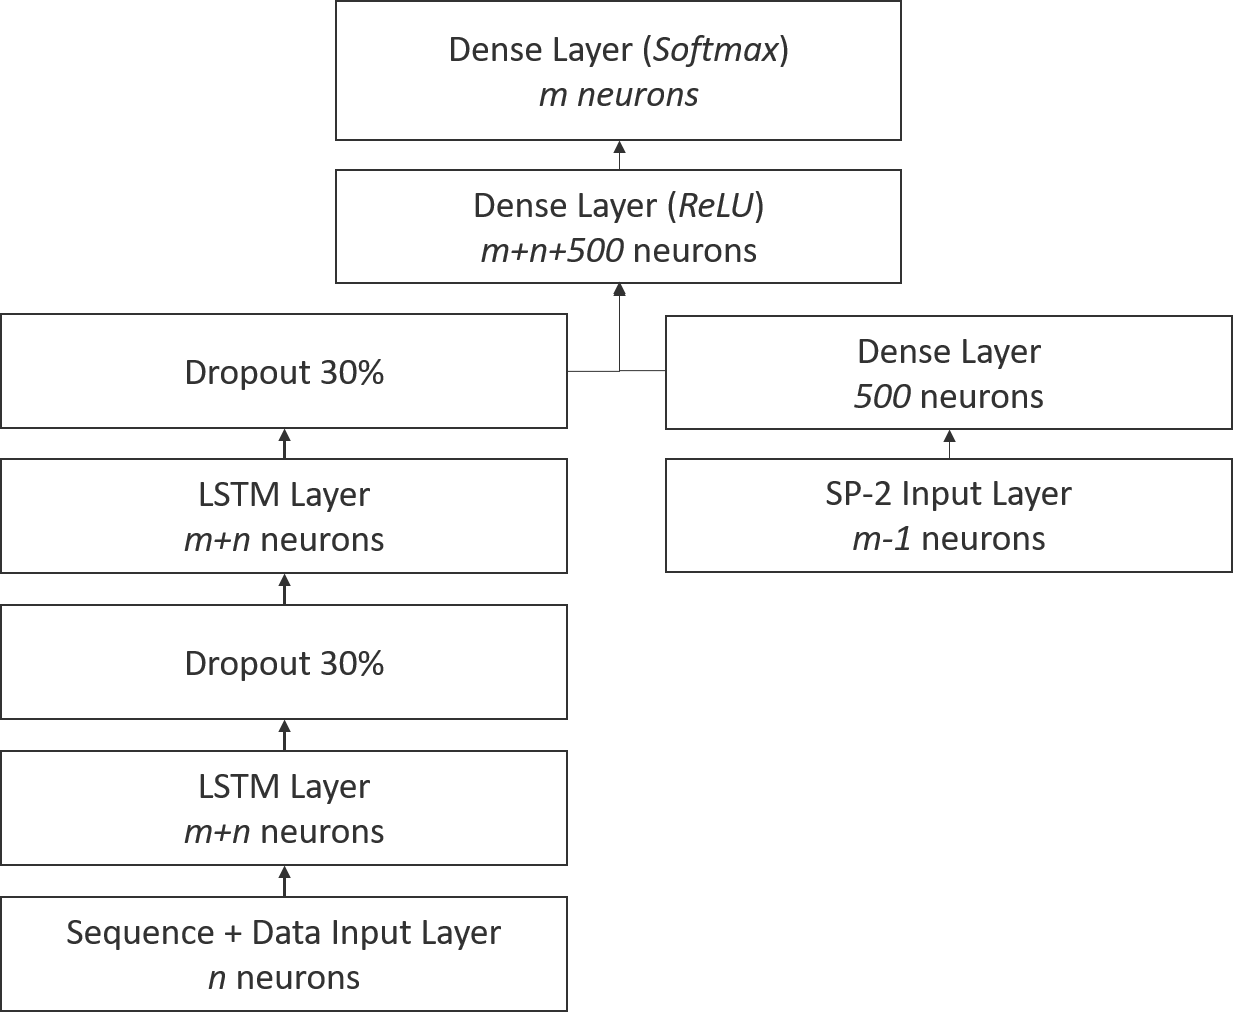 Dense Layer (Softmax)
m neurons
Dense Layer (ReLU)
m+n+500 neurons
Dropout 30%
Dense Layer
500 neurons
LSTM Layer
m+n neurons
SP-2 Input Layer
m-1 neurons
Dropout 30%
LSTM Layer
m+n neurons
Sequence + Data Input Layer
n neurons